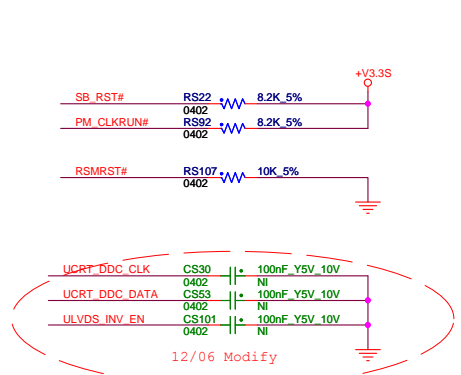 +V3.3S
SB_RST# RS22 8.2K_5%
0402
PM_CLKRUN# RS92 8.2K_5%
0402
RSMRST# RS107 10K_5%
0402
UCRT_DDC_CLK CS30 100nF_Y5V_10V
0402 NI
UCRT_DDC_DATA CS53 100nF_Y5V_10V
0402 NI
ULVDS_INV_EN CS101 100nF_Y5V_10V
0402 NI
12/06 Modify